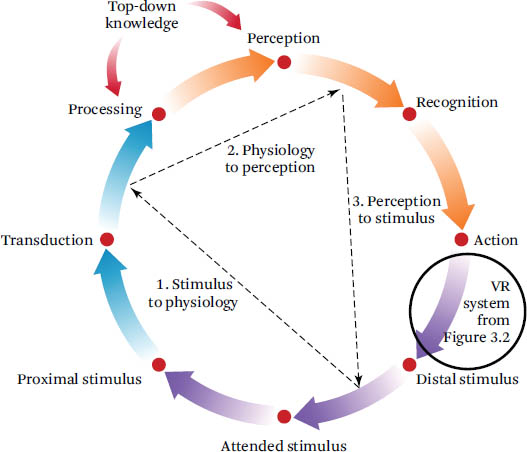 Top-down
knowledge
Perception
Processing
Recognition
2. Physiology
to perception
3. Perception
to stimulus
Transduction
Action
1. Stimulus
to physiology
VR
system
from
Figure 3.2
Proximal stimulus
Distal stimulus
Attended stimulus